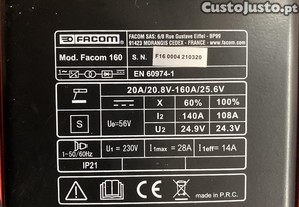 CustoJusto.pt
FACOM
FACOM SAS: 6/8 Rue Gustave Eiffel - BP99
91423 MORANGIS CEDEX - FRANCE - www.facom.com
Mod. Facom 160
S. N.
F16 0004 210320
EN 60974-1
20A/20.8V-160A/25.6V
X 60% 100%
S
U0=56V
I2 140A 108A
U2 24.9V 24.3V
1~50/60Hz
U1 = 230V
I1max = 28A
I1eff = 14A
IP21
made in P.R.C.